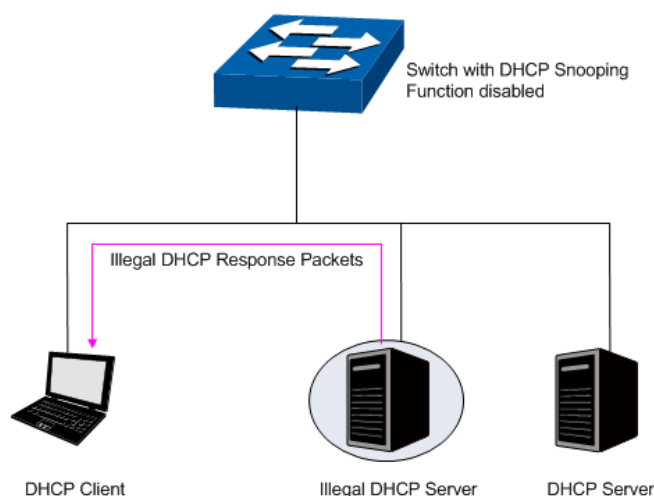 Switch with DHCP Snooping
Function disabled
Illegal DHCP Response Packets
DHCP Client
Illegal DHCP Server
DHCP Server